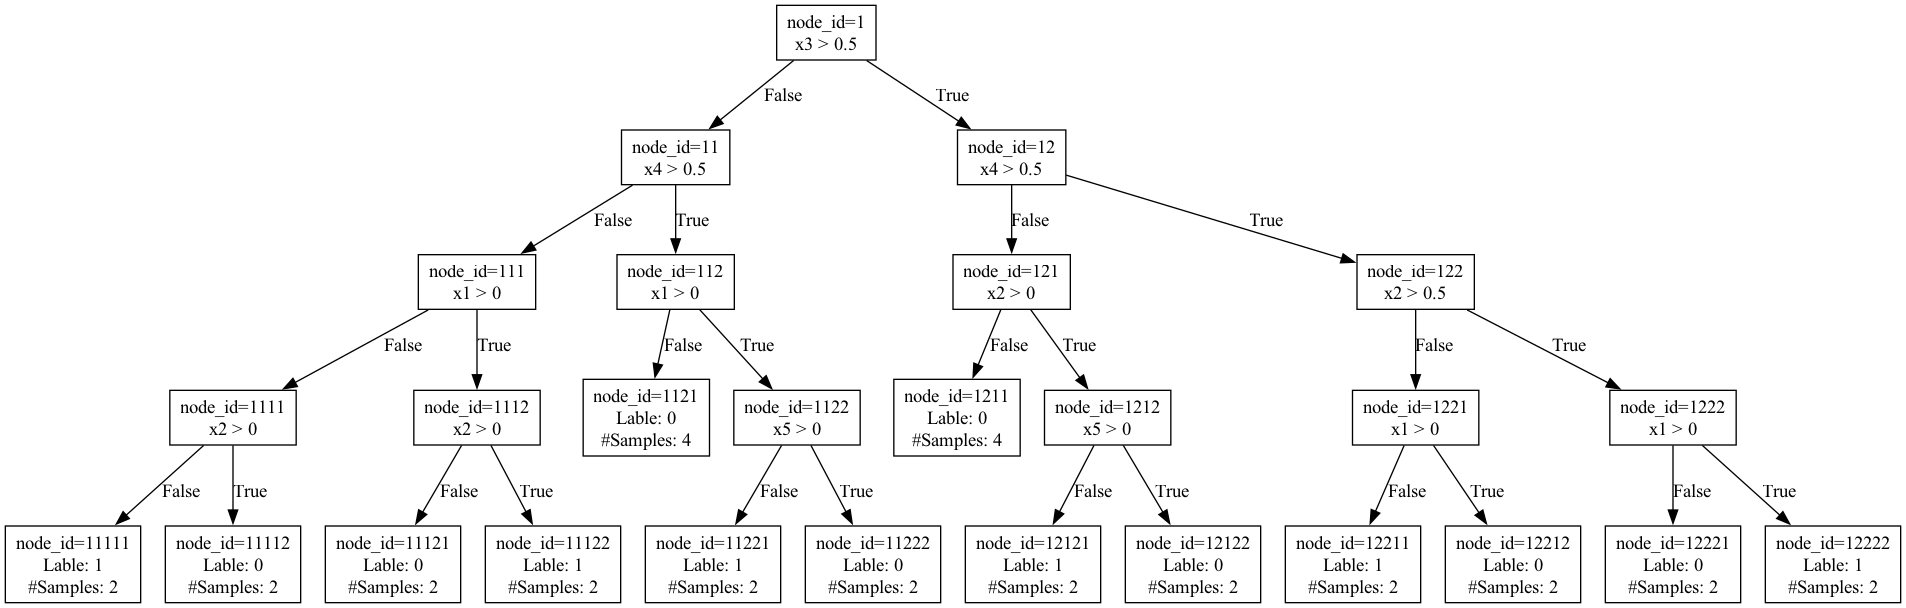 node_id=1
x3 > 0.5
False
True
node_id=11
x4 > 0.5
node_id=12
x4 > 0.5
False
True
False
True
node_id=111
x1 > 0
node_id=112
x1 > 0
node_id=121
x2 > 0
node_id=122
x2 > 0.5
False
True
False
True
False
True
False
True
node_id=1111
x2 > 0
node_id=1112
x2 > 0
node_id=1121
Lable: 0
#Samples: 4
node_id=1122
x5 > 0
node_id=1211
Lable: 0
#Samples: 4
node_id=1212
x5 > 0
node_id=1221
x1 > 0
node_id=1222
x1 > 0
False
True
False
True
False
True
False
True
False
True
False
True
node_id=11111
Lable: 1
#Samples: 2
node_id=11112
Lable: 0
#Samples: 2
node_id=11121
Lable: 0
#Samples: 2
node_id=11122
Lable: 1
#Samples: 2
node_id=11221
Lable: 1
#Samples: 2
node_id=11222
Lable: 0
#Samples: 2
node_id=12121
Lable: 1
#Samples: 2
node_id=12122
Lable: 0
#Samples: 2
node_id=12211
Lable: 1
#Samples: 2
node_id=12212
Lable: 0
#Samples: 2
node_id=12221
Lable: 0
#Samples: 2
node_id=12222
Lable: 1
#Samples: 2